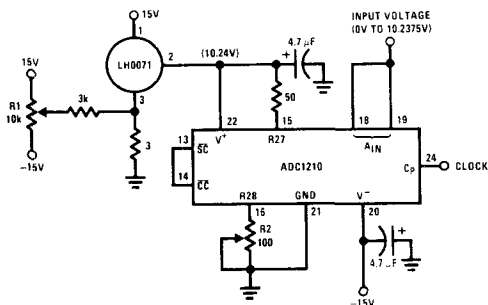 15V
1
LH0071
2
(10.24V)
4.7 μF
+
INPUT VOLTAGE
(0V TO 10.2375V)
15V
R1
10k
3k
3
-15V
3
50
22
15
18
19
13
14
V+
R27
AIN
SC
CC
ADC1210
CP
24
CLOCK
R28
GND
V-
16
21
20
R2
100
4.7 μF
+
-15V